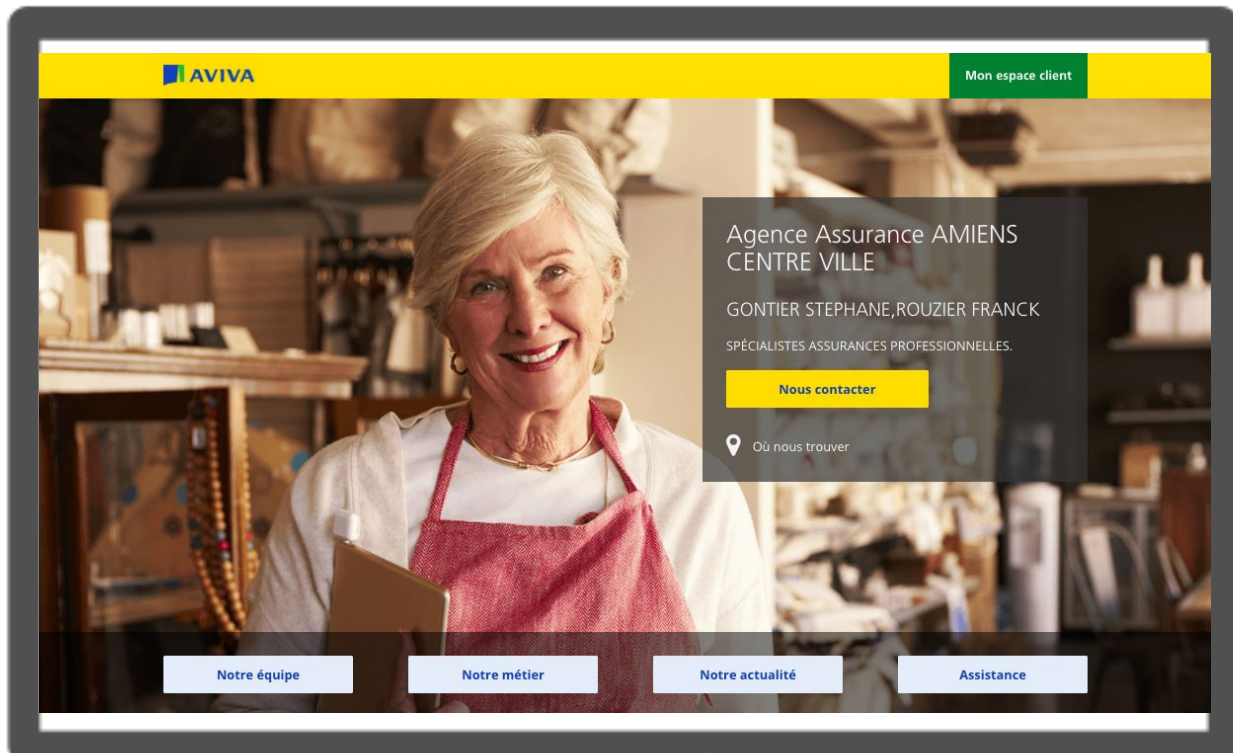 AVIVA
Mon espace client
Agence Assurance AMIENS
CENTRE VILLE
GONTIER STEPHANE,ROUZIER FRANCK
SPÉCIALISTES ASSURANCES PROFESSIONNELLES.
Nous contacter
Où nous trouver
Notre équipe
Notre métier
Notre actualité
Assistance